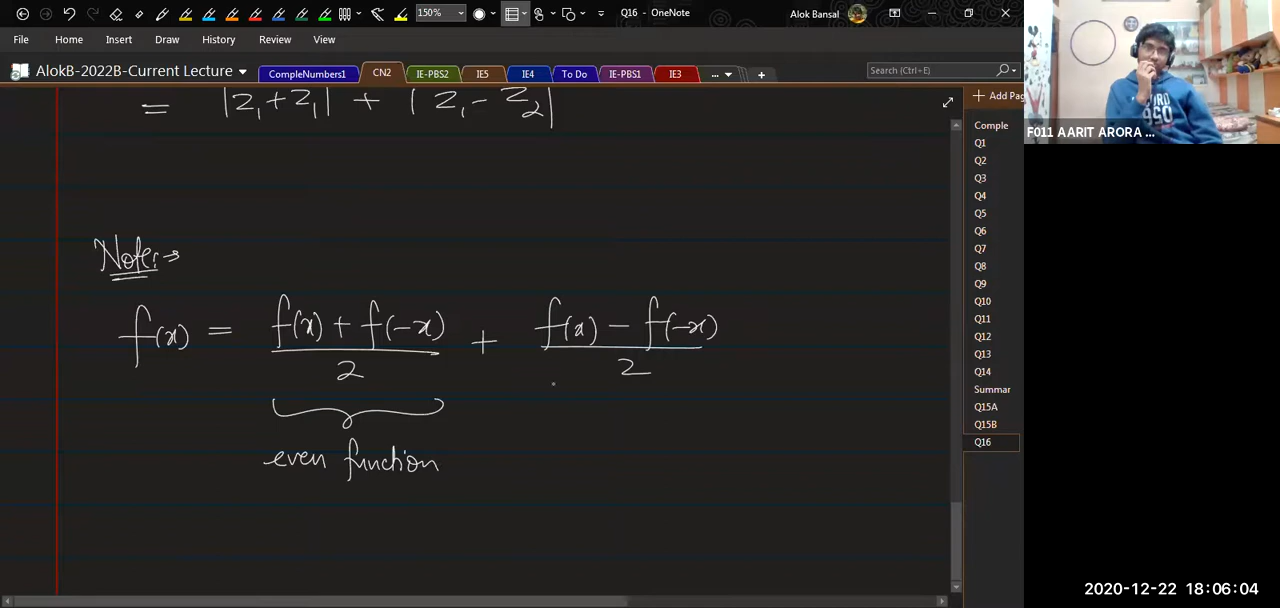 150%
Q16 - OneNote
Alok Bansal
File Home Insert Draw History Review View
AlokB-2022B-Current Lecture
CompleNumbers1 CN2 IE-PBS2 IE5 IE4 To Do IE-PBS1 IE3 ...
Search (Ctrl+E)
= |z₁+z₁| + |z₁-z₂|
Note:→
f(x) = f(x) + f(-x) / 2 + f(x) - f(-x) / 2
even function
Add Pag
Comple
Q1
Q2
Q3
Q4
Q5
Q6
Q7
Q8
Q9
Q10
Q11
Q12
Q13
Q14
Summar
Q15A
Q15B
Q16
F011 AARIT ARORA ...
2020-12-22 18:06:04